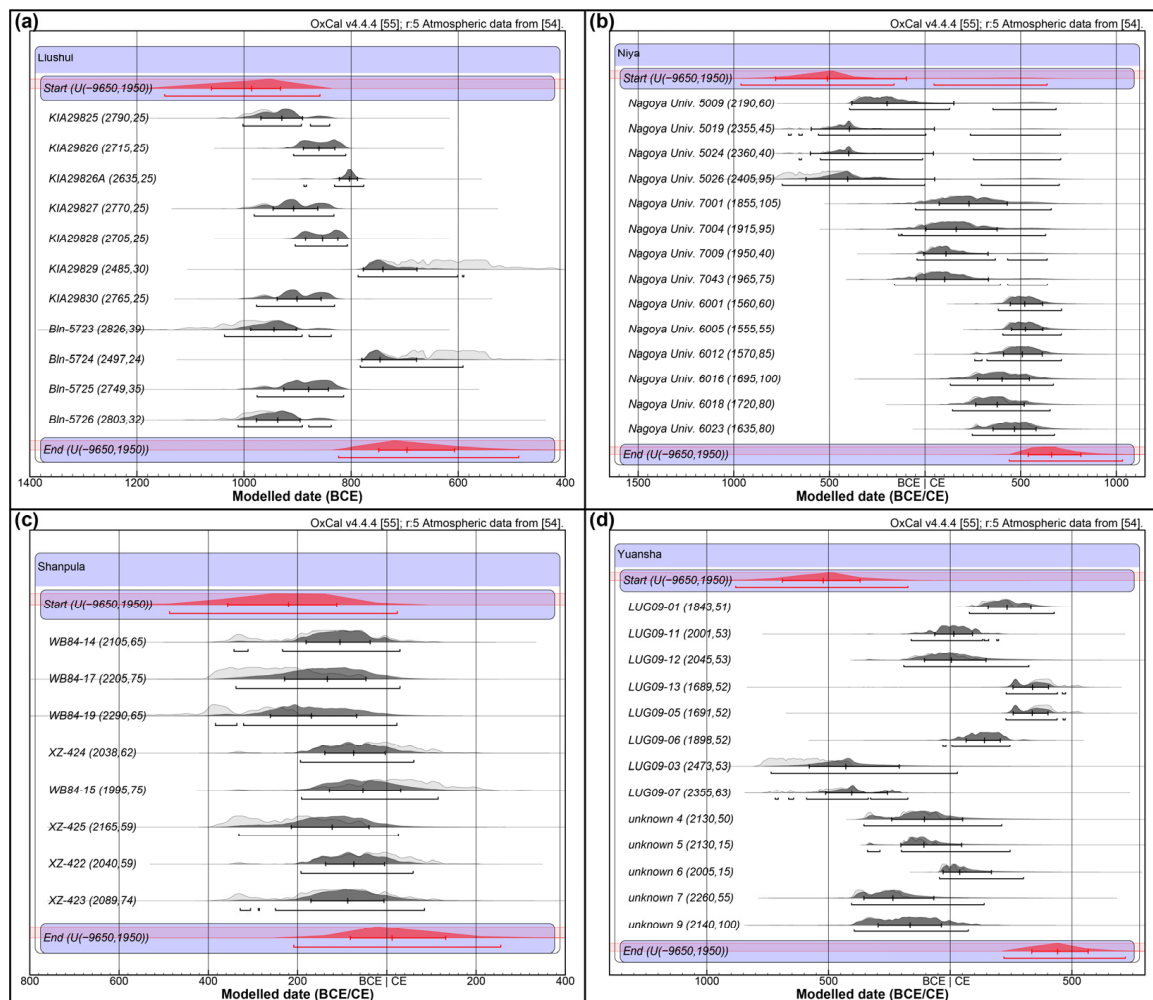 (a)
OxCal v4.4.4 [55]; r:5 Atmospheric data from [54].
Liushui
Start (U(−9650,1950))
KIA29825 (2790,25)
KIA29826 (2715,25)
KIA29826A (2635,25)
KIA29827 (2770,25)
KIA29828 (2705,25)
KIA29829 (2485,30)
KIA29830 (2765,25)
Bln-5723 (2826,39)
Bln-5724 (2497,24)
Bln-5725 (2749,35)
Bln-5726 (2803,32)
End (U(−9650,1950))
1400 1200 1000 800 600 400
Modelled date (BCE)
(b)
OxCal v4.4.4 [55]; r:5 Atmospheric data from [54].
Niya
Start (U(−9650,1950))
Nagoya Univ. 5009 (2190,60)
Nagoya Univ. 5019 (2355,45)
Nagoya Univ. 5024 (2360,40)
Nagoya Univ. 5026 (2405,95)
Nagoya Univ. 7001 (1855,105)
Nagoya Univ. 7004 (1915,95)
Nagoya Univ. 7009 (1950,40)
Nagoya Univ. 7043 (1965,75)
Nagoya Univ. 6001 (1560,60)
Nagoya Univ. 6005 (1555,55)
Nagoya Univ. 6012 (1570,85)
Nagoya Univ. 6016 (1695,100)
Nagoya Univ. 6018 (1720,80)
Nagoya Univ. 6023 (1635,80)
End (U(−9650,1950))
1500 1000 500 BCE | CE 500 1000
Modelled date (BCE/CE)
(c)
OxCal v4.4.4 [55]; r:5 Atmospheric data from [54].
Shanpula
Start (U(−9650,1950))
WB84-14 (2105,65)
WB84-17 (2205,75)
WB84-19 (2290,65)
XZ-424 (2038,62)
WB84-15 (1995,75)
XZ-425 (2165,59)
XZ-422 (2040,59)
XZ-423 (2089,74)
End (U(−9650,1950))
800 600 400 200 BCE | CE 200 400
Modelled date (BCE/CE)
(d)
OxCal v4.4.4 [55]; r:5 Atmospheric data from [54].
Yuansha
Start (U(−9650,1950))
LUG09-01 (1843,51)
LUG09-11 (2001,53)
LUG09-12 (2045,53)
LUG09-13 (1689,52)
LUG09-05 (1691,52)
LUG09-06 (1898,52)
LUG09-03 (2473,53)
LUG09-07 (2355,63)
unknown 4 (2130,50)
unknown 5 (2130,15)
unknown 6 (2005,15)
unknown 7 (2260,55)
unknown 9 (2140,100)
End (U(−9650,1950))
1000 500 BCE | CE 500
Modelled date (BCE/CE)